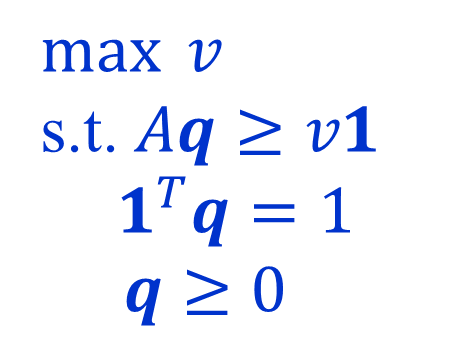 max v
s.t. Aq ≥ v1
1ᵀq = 1
q ≥ 0